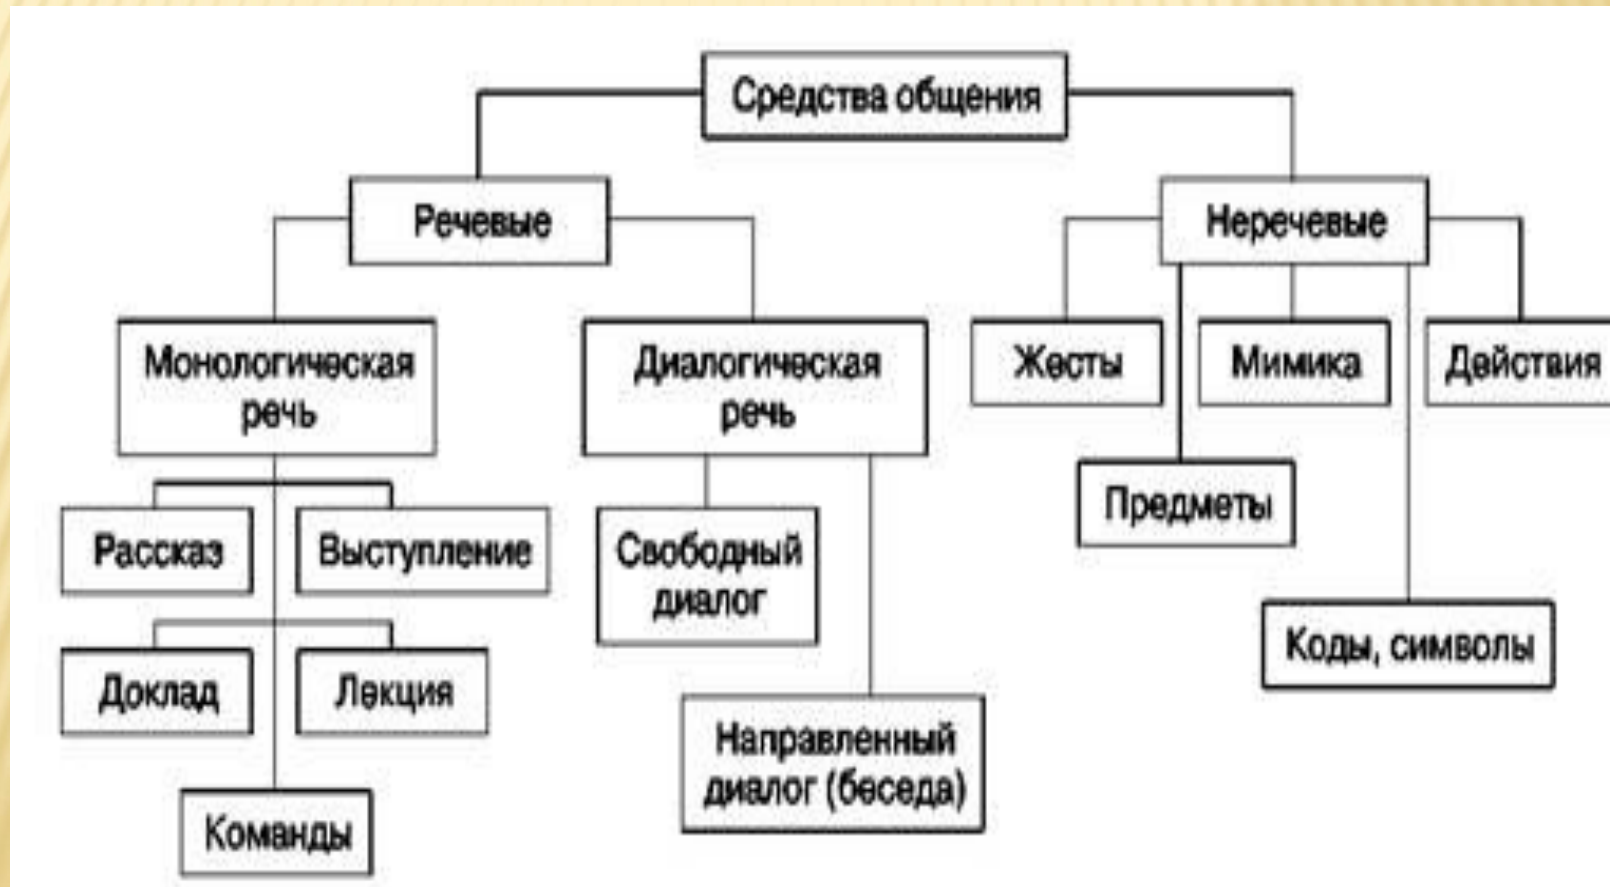 Средства общения
Речевые
Неречевые
Монологическая
речь
Диалогическая
речь
Жесты
Мимика
Действия
Предметы
Рассказ
Выступление
Свободный
диалог
Коды, символы
Доклад
Лекция
Направленный
диалог (беседа)
Команды